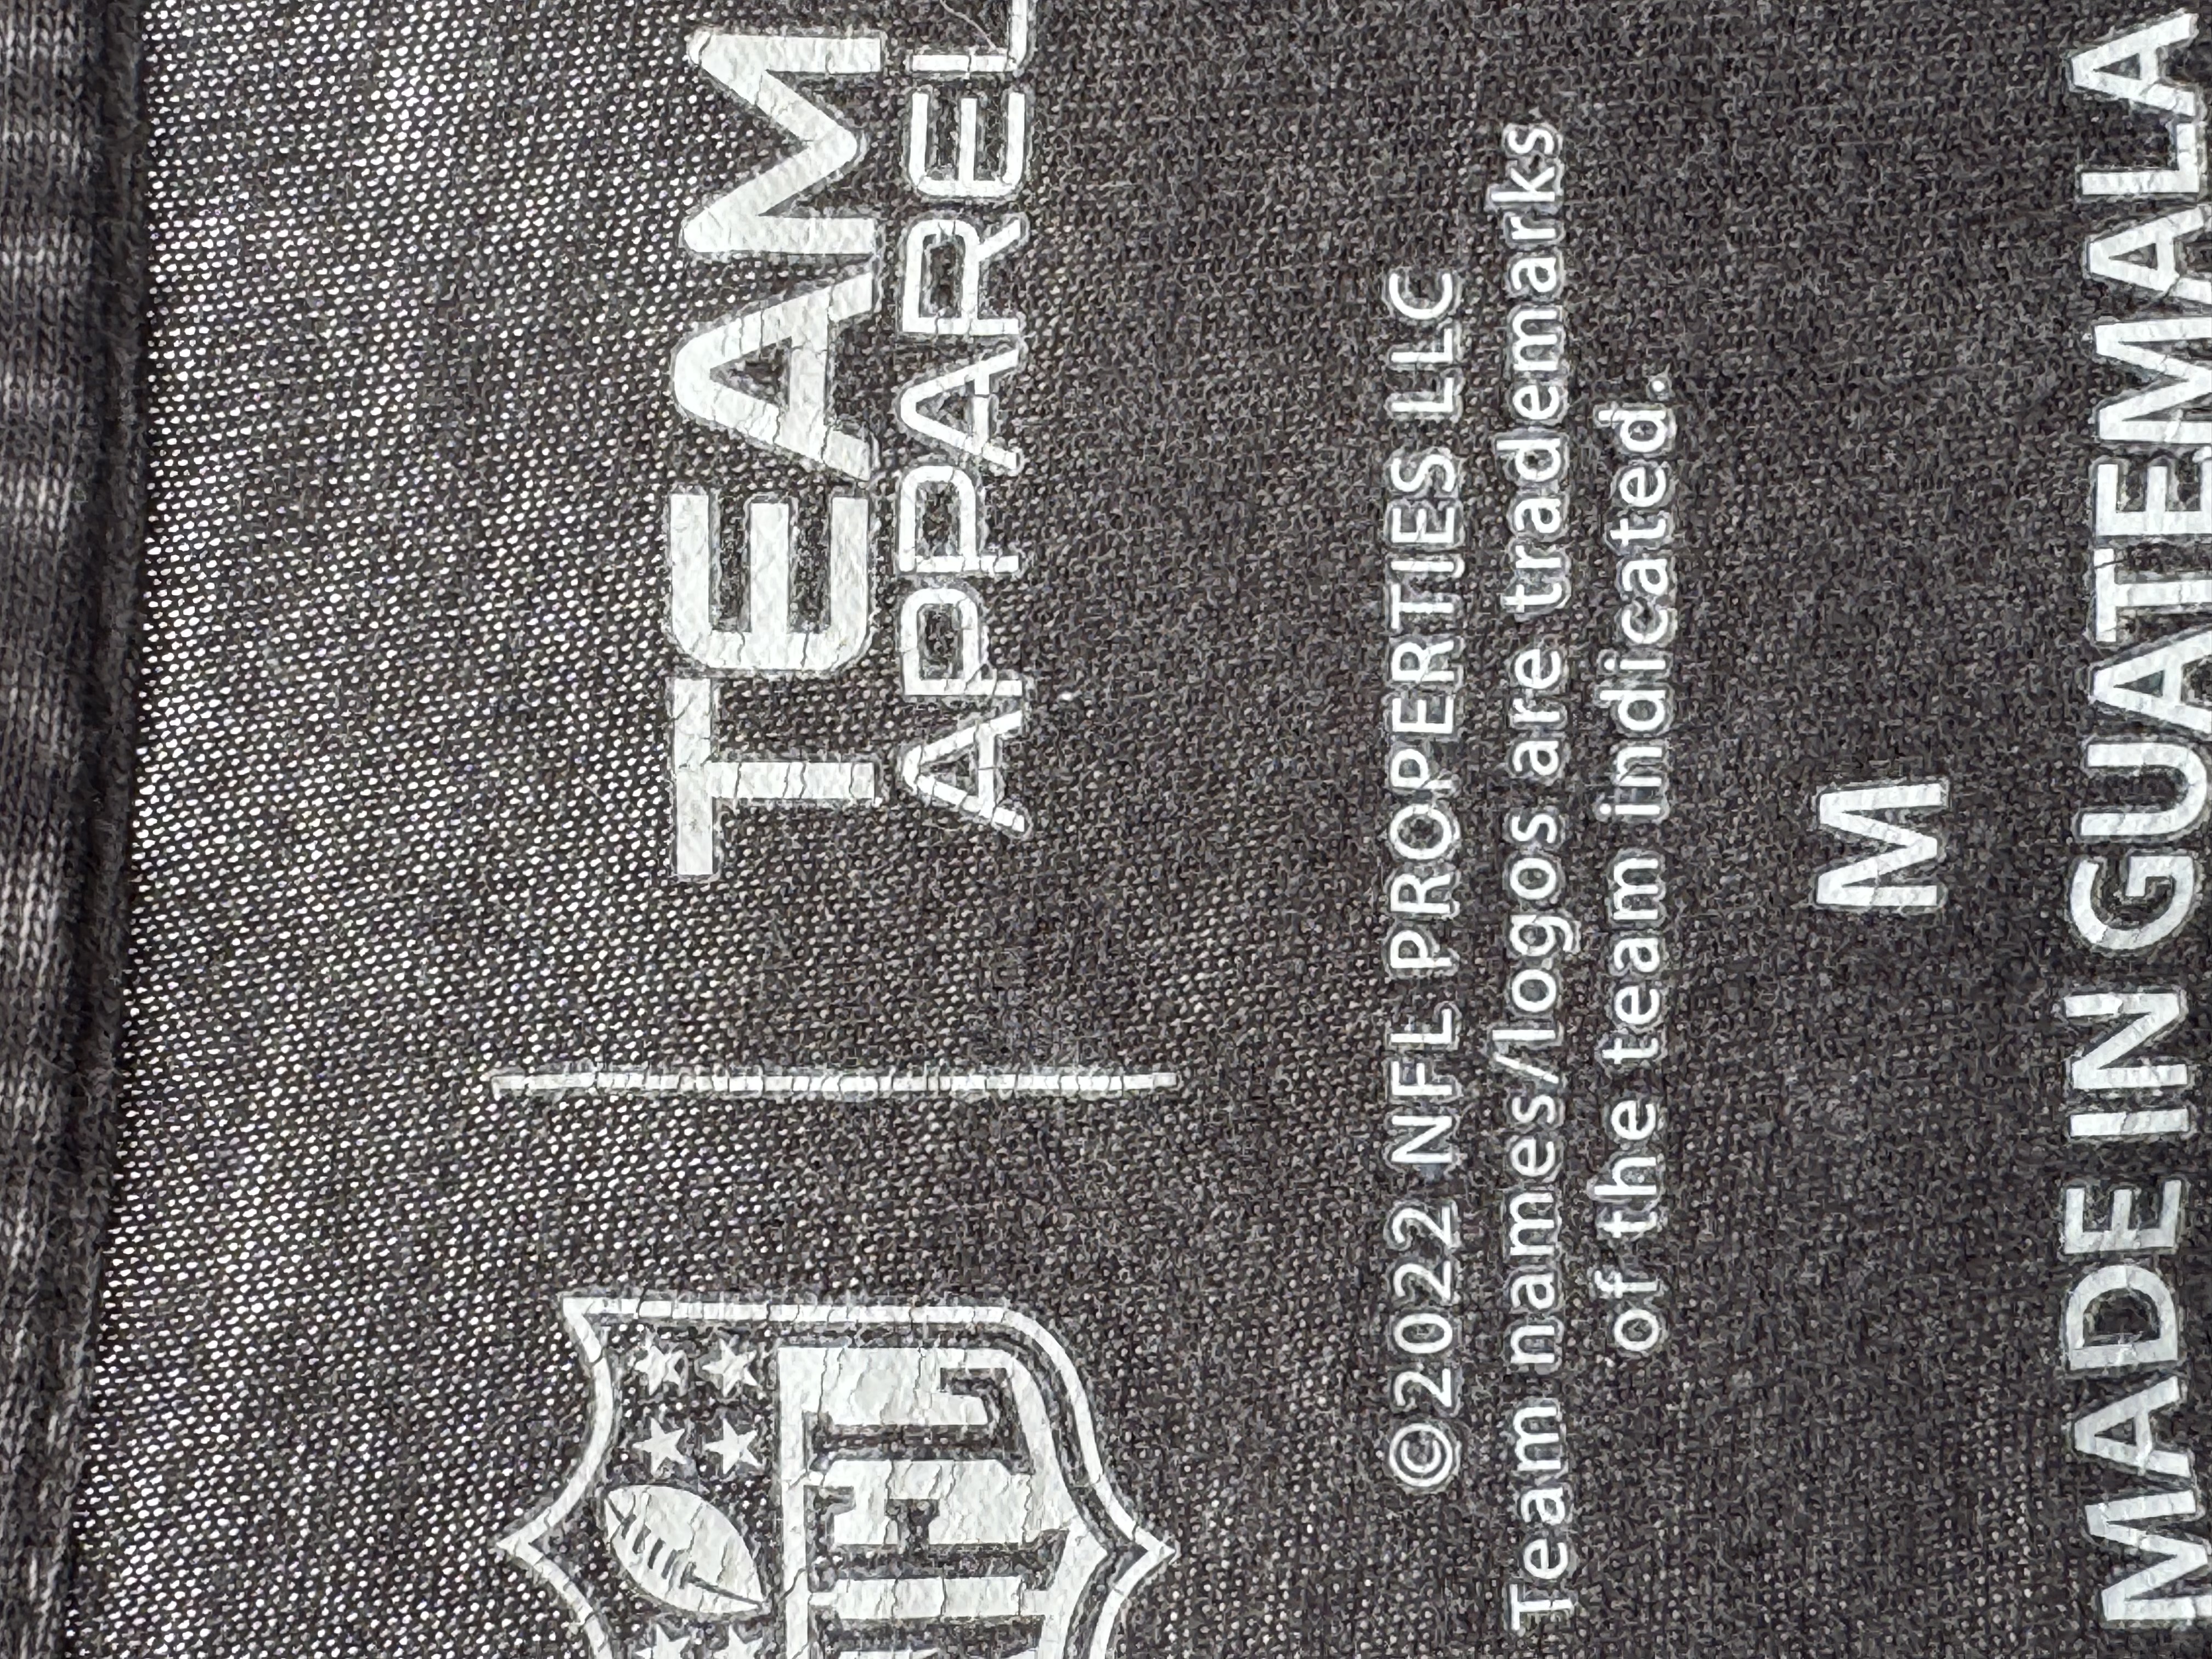 NFL
TEAM
APPAREL
©2022 NFL PROPERTIES LLC
Team names/logos are trademarks
of the team indicated.
M
MADE IN GUATEMALA